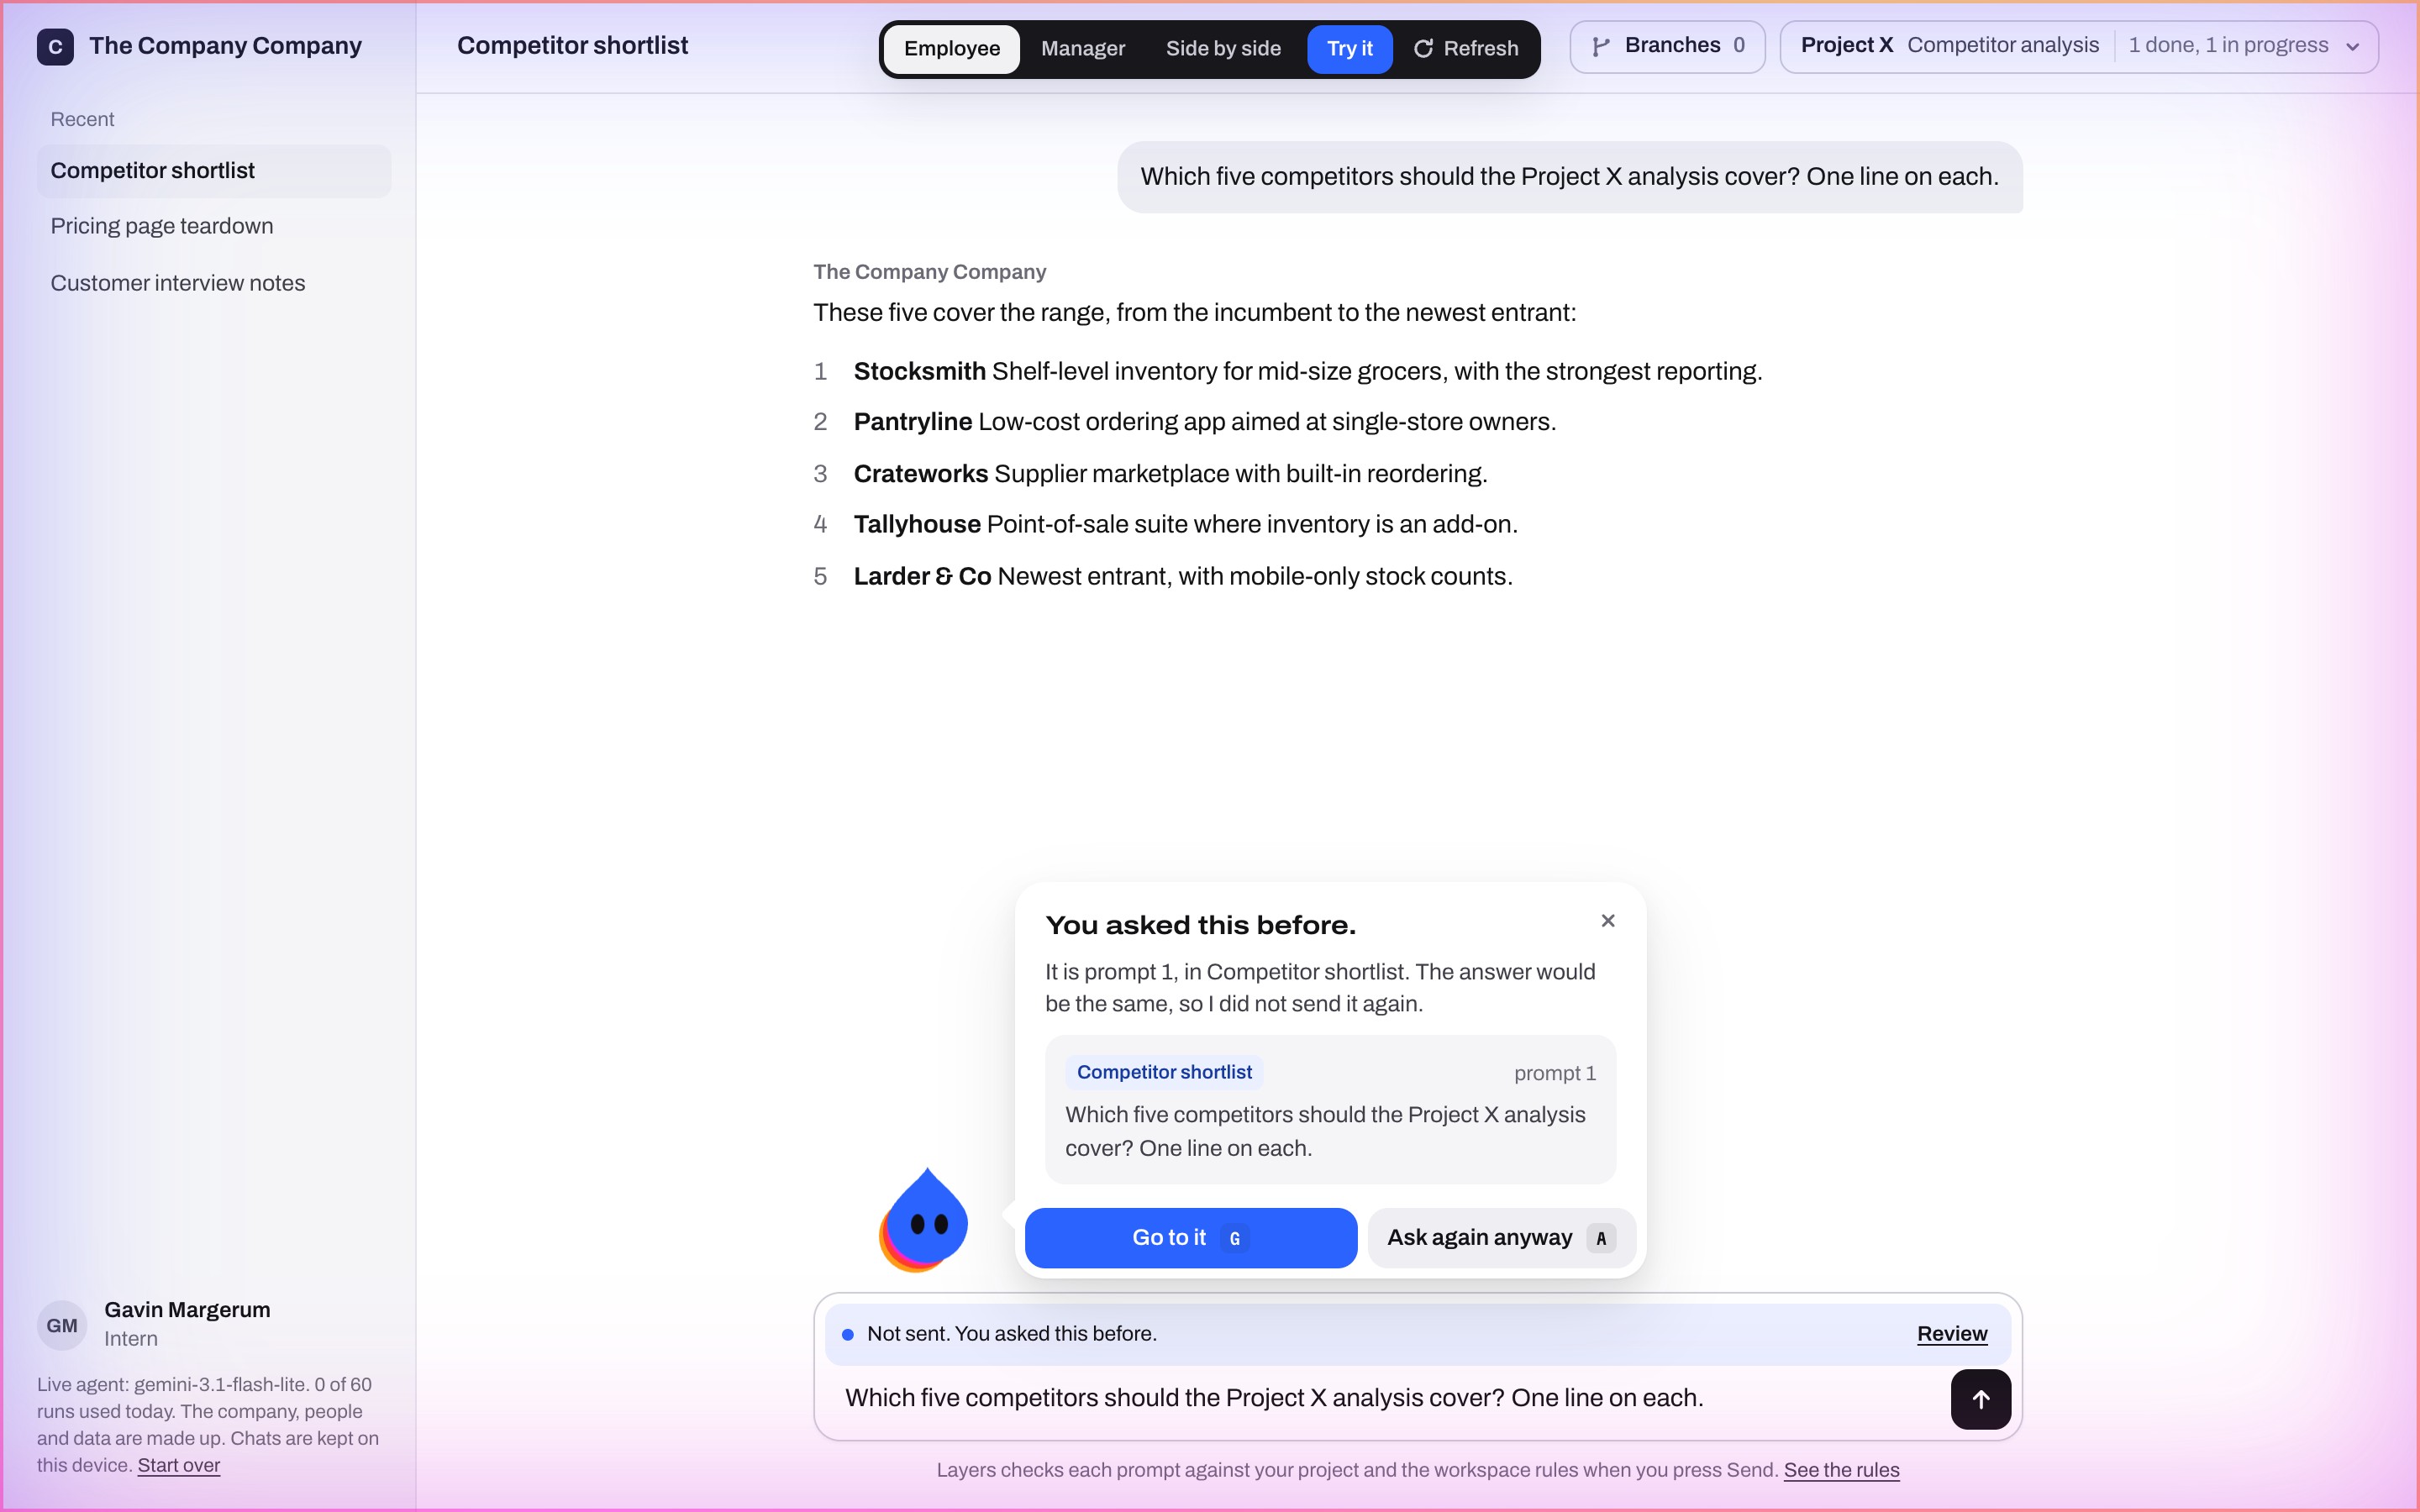 C The Company Company
Recent
Competitor shortlist
Pricing page teardown
Customer interview notes
GM
Gavin Margerum
Intern
Live agent: gemini-3.1-flash-lite. 0 of 60
runs used today. The company, people
and data are made up. Chats are kept on
this device. Start over
Competitor shortlist
Employee Manager Side by side Try it Refresh
Branches 0
Project X Competitor analysis 1 done, 1 in progress
Which five competitors should the Project X analysis cover? One line on each.
The Company Company
These five cover the range, from the incumbent to the newest entrant:
1 Stocksmith Shelf-level inventory for mid-size grocers, with the strongest reporting.
2 Pantryline Low-cost ordering app aimed at single-store owners.
3 Crateworks Supplier marketplace with built-in reordering.
4 Tallyhouse Point-of-sale suite where inventory is an add-on.
5 Larder & Co Newest entrant, with mobile-only stock counts.
You asked this before.
It is prompt 1, in Competitor shortlist. The answer would
be the same, so I did not send it again.
Competitor shortlist prompt 1
Which five competitors should the Project X analysis
cover? One line on each.
Go to it G Ask again anyway A
Not sent. You asked this before. Review
Which five competitors should the Project X analysis cover? One line on each.
Layers checks each prompt against your project and the workspace rules when you press Send. See the rules